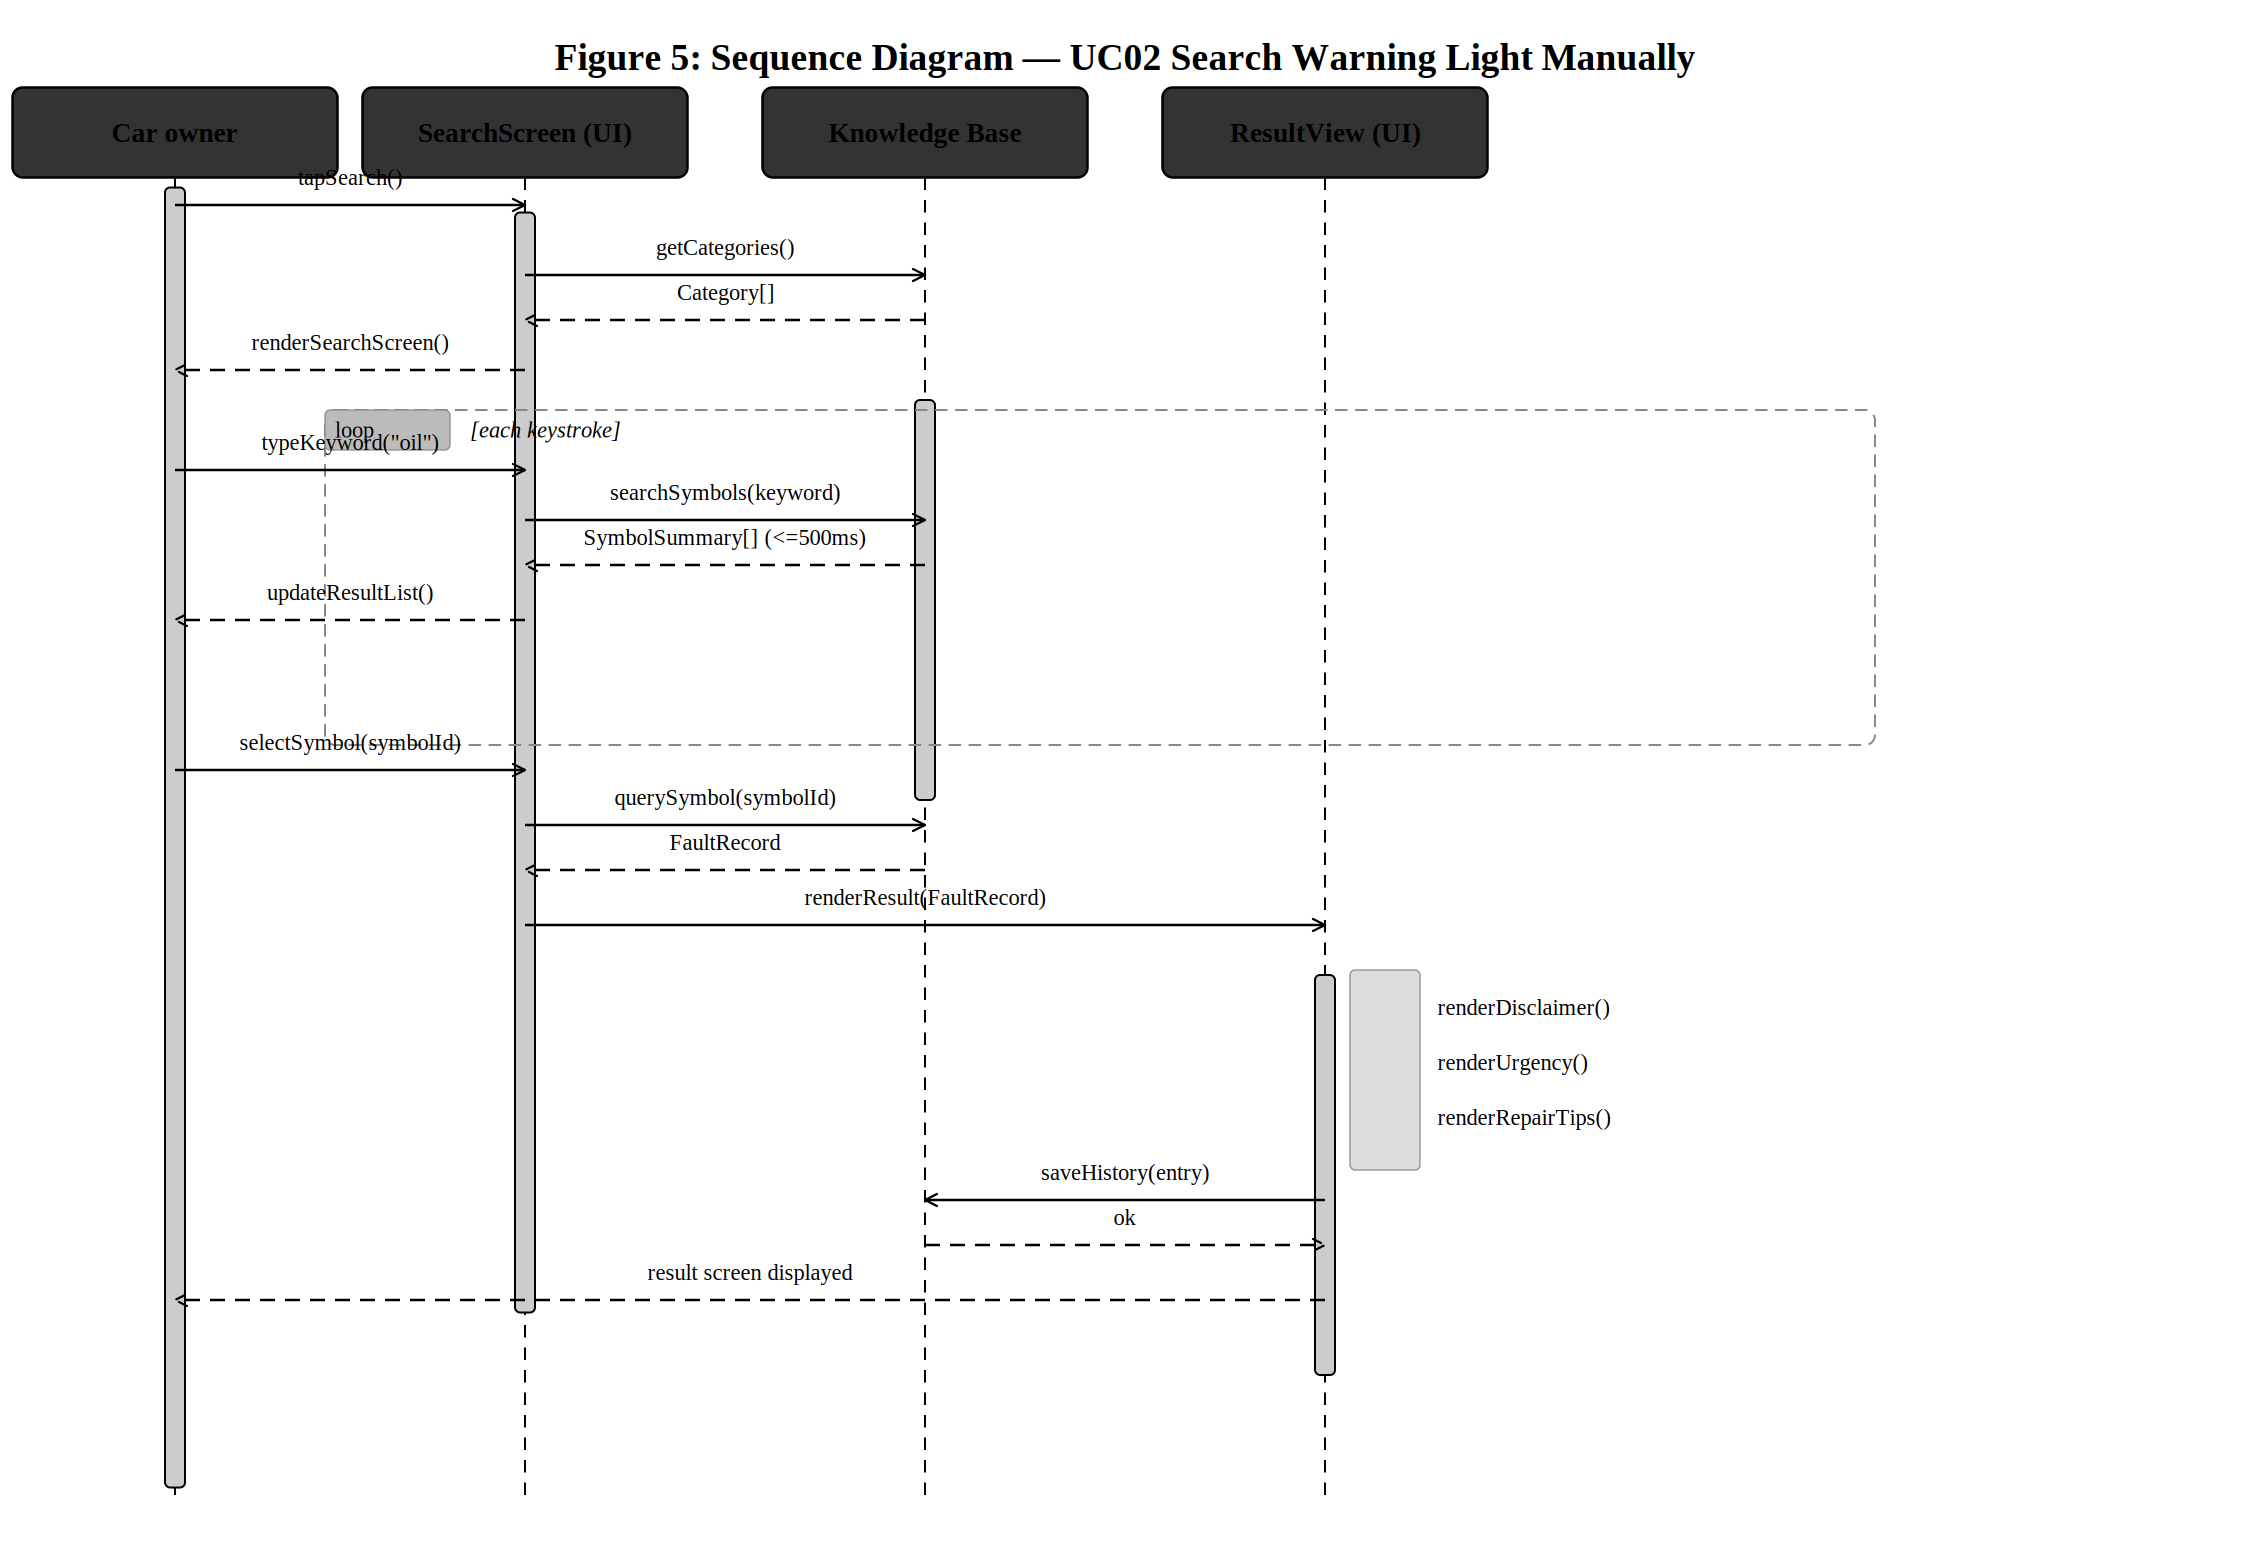 Figure 5: Sequence Diagram — UC02 Search Warning Light Manually
Car owner
SearchScreen (UI)
Knowledge Base
ResultView (UI)
tapSearch()
getCategories()
Category[]
renderSearchScreen()
loop
[each keystroke]
typeKeyword("oil")
searchSymbols(keyword)
SymbolSummary[] (<=500ms)
updateResultList()
selectSymbol(symbolId)
querySymbol(symbolId)
FaultRecord
renderResult(FaultRecord)
renderDisclaimer()
renderUrgency()
renderRepairTips()
saveHistory(entry)
ok
result screen displayed